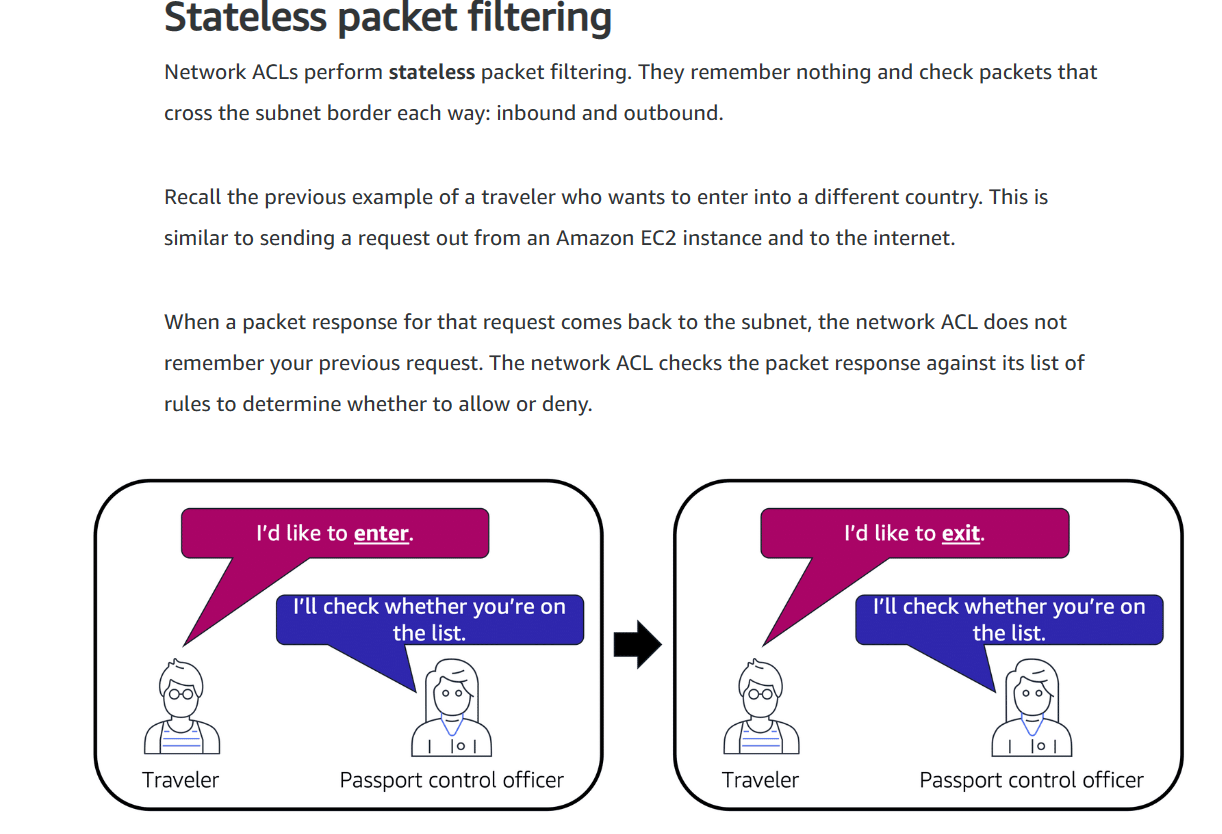 Stateless packet filtering
Network ACLs perform stateless packet filtering. They remember nothing and check packets that
cross the subnet border each way: inbound and outbound.
Recall the previous example of a traveler who wants to enter into a different country. This is
similar to sending a request out from an Amazon EC2 instance and to the internet.
When a packet response for that request comes back to the subnet, the network ACL does not
remember your previous request. The network ACL checks the packet response against its list of
rules to determine whether to allow or deny.
I'd like to enter.
I'll check whether you're on
the list.
Traveler
Passport control officer
I'd like to exit.
I'll check whether you're on
the list.
Traveler
Passport control officer